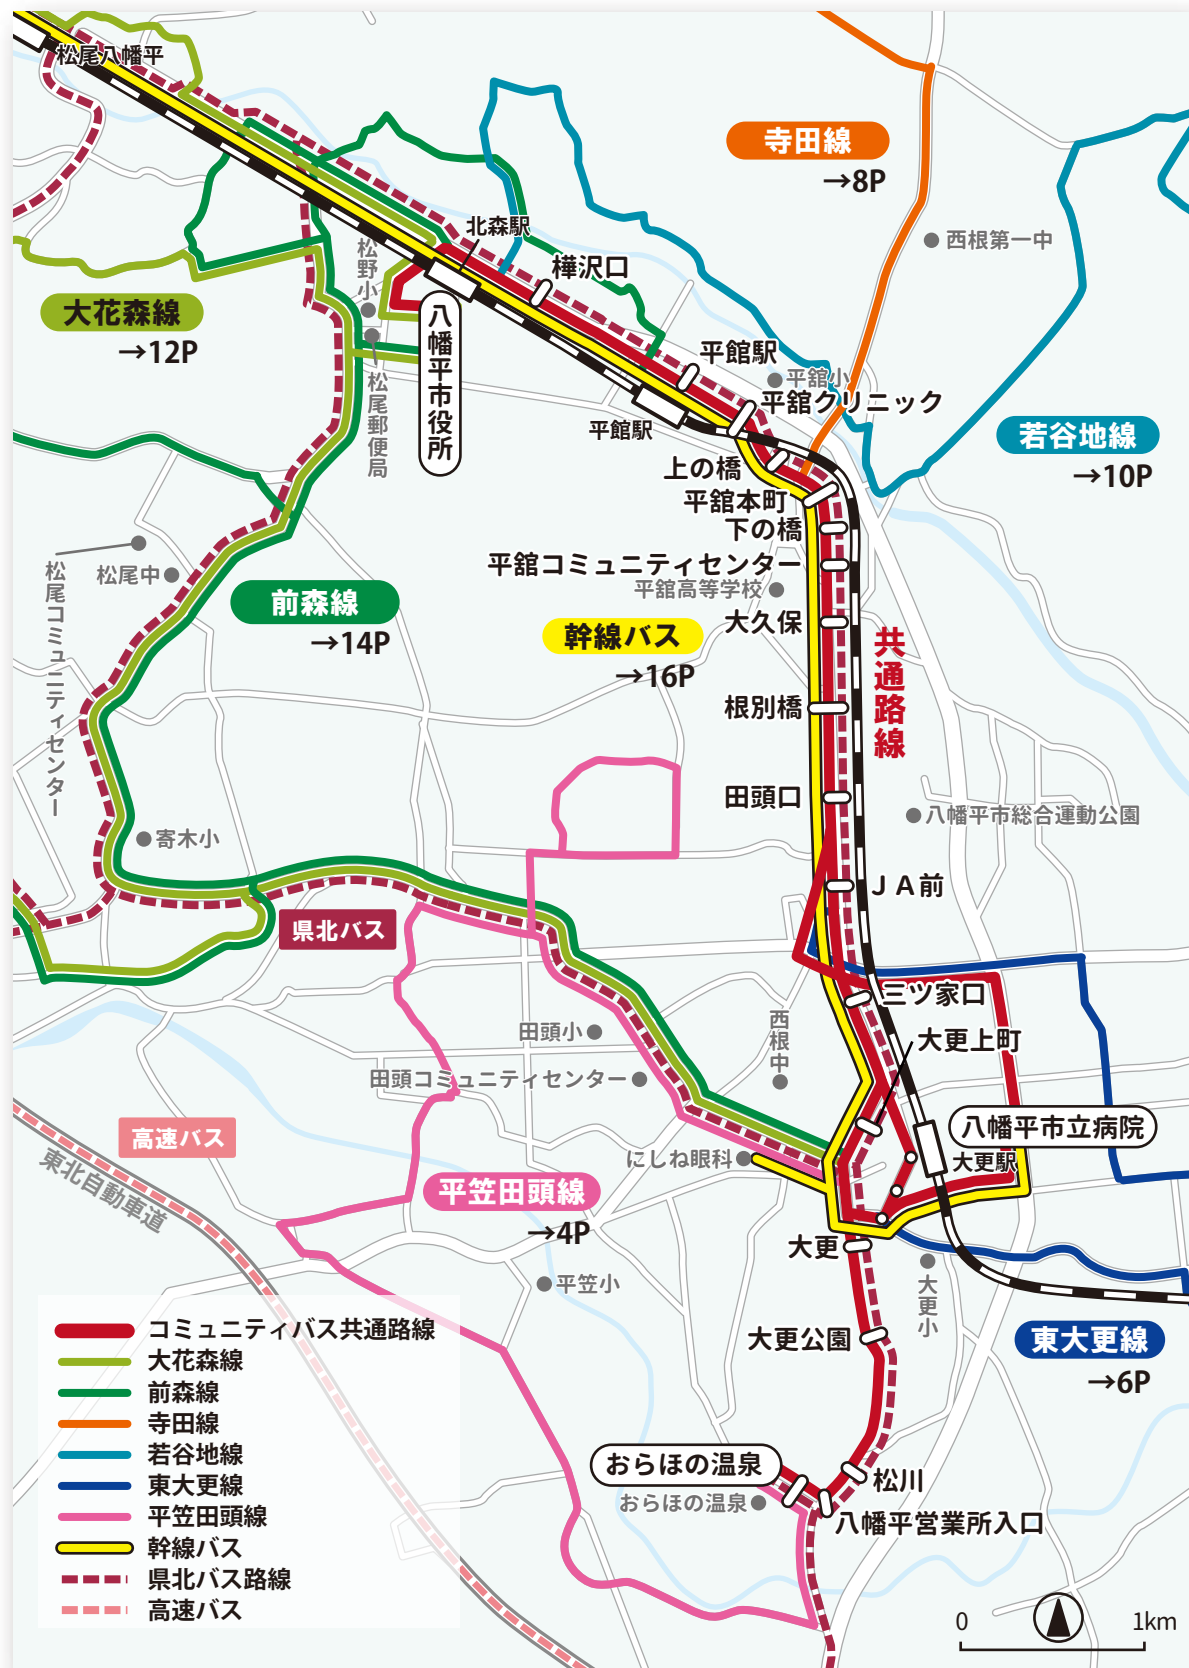 松尾八幡平
寺田線
→8P
西根第一中
北森駅
松野小
樺沢口
大花森線
→12P
八幡平市役所
平舘駅
平舘小
平舘クリニック
松尾郵便局
平舘駅
若谷地線
→10P
上の橋
平舘本町
下の橋
平舘コミュニティセンター
平舘高等学校
松尾コミュニティセンター
松尾中
前森線
→14P
大久保
幹線バス
→16P
共通路線
根別橋
田頭口
八幡平市総合運動公園
寄木小
JA前
県北バス
三ツ家口
西根中
田頭小
大更上町
田頭コミュニティセンター
高速バス
東北自動車道
八幡平市立病院
大更駅
にしね眼科
平笠田頭線
→4P
大更
大更小
平笠小
大更公園
東大更線
→6P
おらほの温泉
おらほの温泉
松川
八幡平営業所入口
コミュニティバス共通路線
大花森線
前森線
寺田線
若谷地線
東大更線
平笠田頭線
幹線バス
県北バス路線
高速バス
0
1km